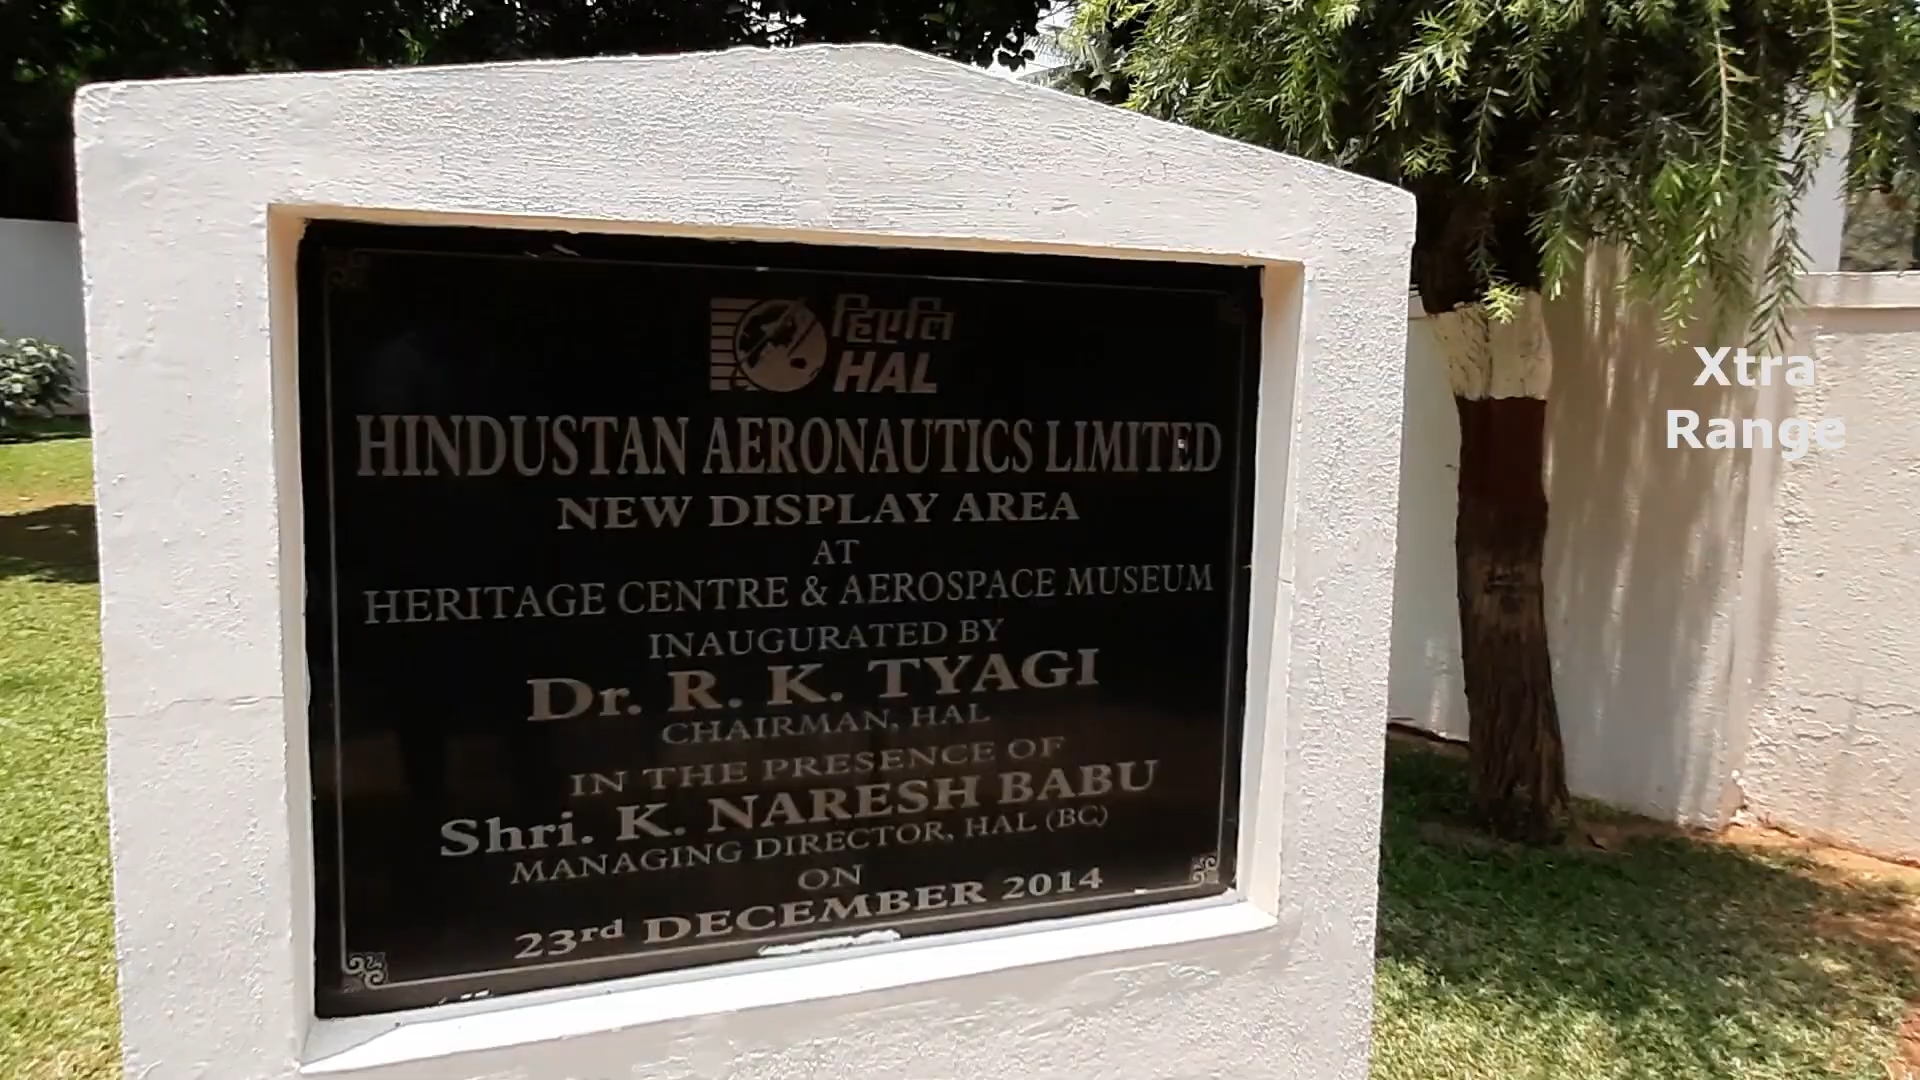 हिएलि
HAL
HINDUSTAN AERONAUTICS LIMITED
NEW DISPLAY AREA
AT
HERITAGE CENTRE & AEROSPACE MUSEUM
INAUGURATED BY
Dr. R. K. TYAGI
CHAIRMAN, HAL
IN THE PRESENCE OF
Shri. K. NARESH BABU
MANAGING DIRECTOR, HAL (BC)
ON
23rd DECEMBER 2014
Xtra
Range